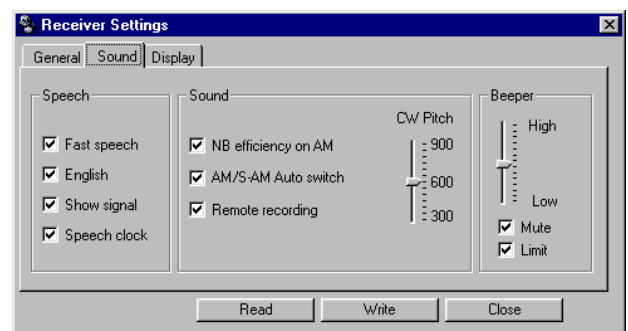 Receiver Settings
General Sound Display
Speech
Fast speech
English
Show signal
Speech clock
Sound
NB efficiency on AM
AM/S-AM Auto switch
Remote recording
CW Pitch
900
600
300
Beeper
High
Low
Mute
Limit
Read Write Close